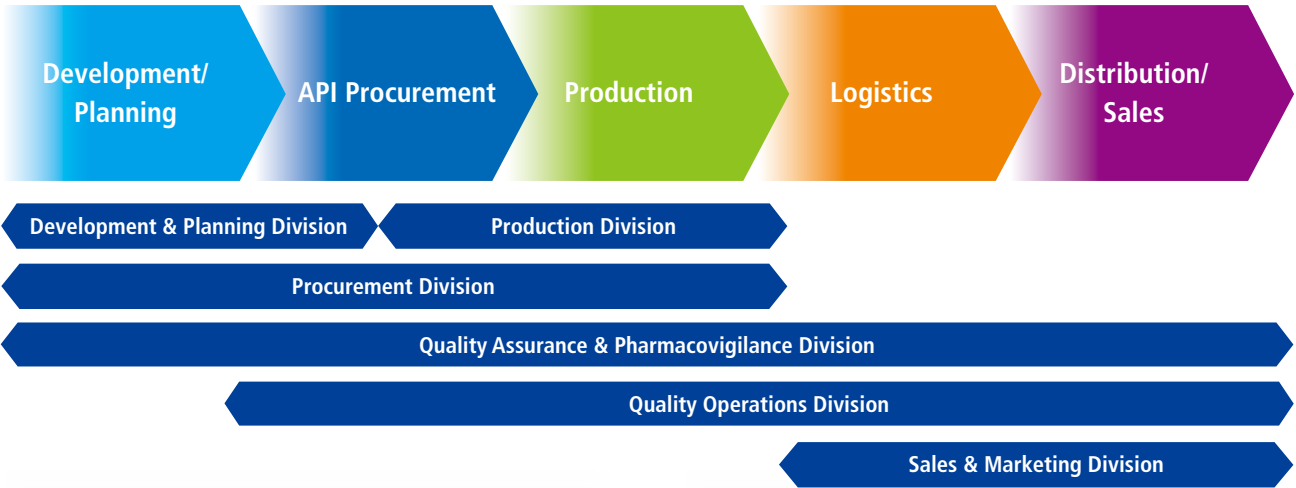 Development/
Planning
API Procurement
Production
Logistics
Distribution/
Sales
Development & Planning Division
Production Division
Procurement Division
Quality Assurance & Pharmacovigilance Division
Quality Operations Division
Sales & Marketing Division